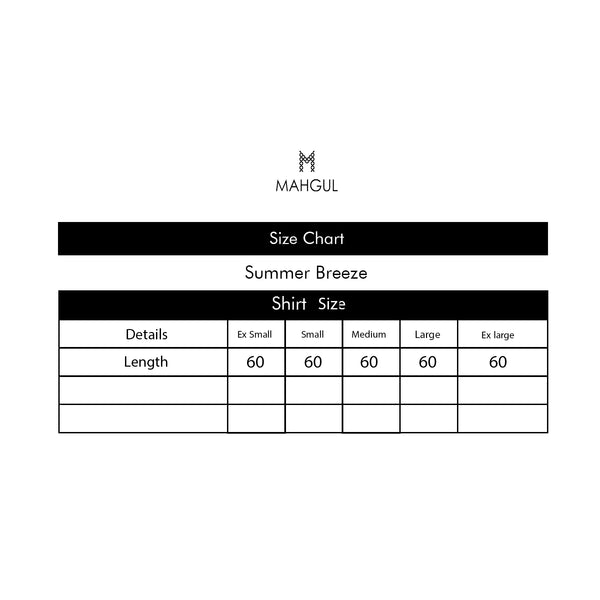 MAHGUL
Size Chart
Summer Breeze
Shirt Size
Details Ex Small Small Medium Large Ex large
Length 60 60 60 60 60